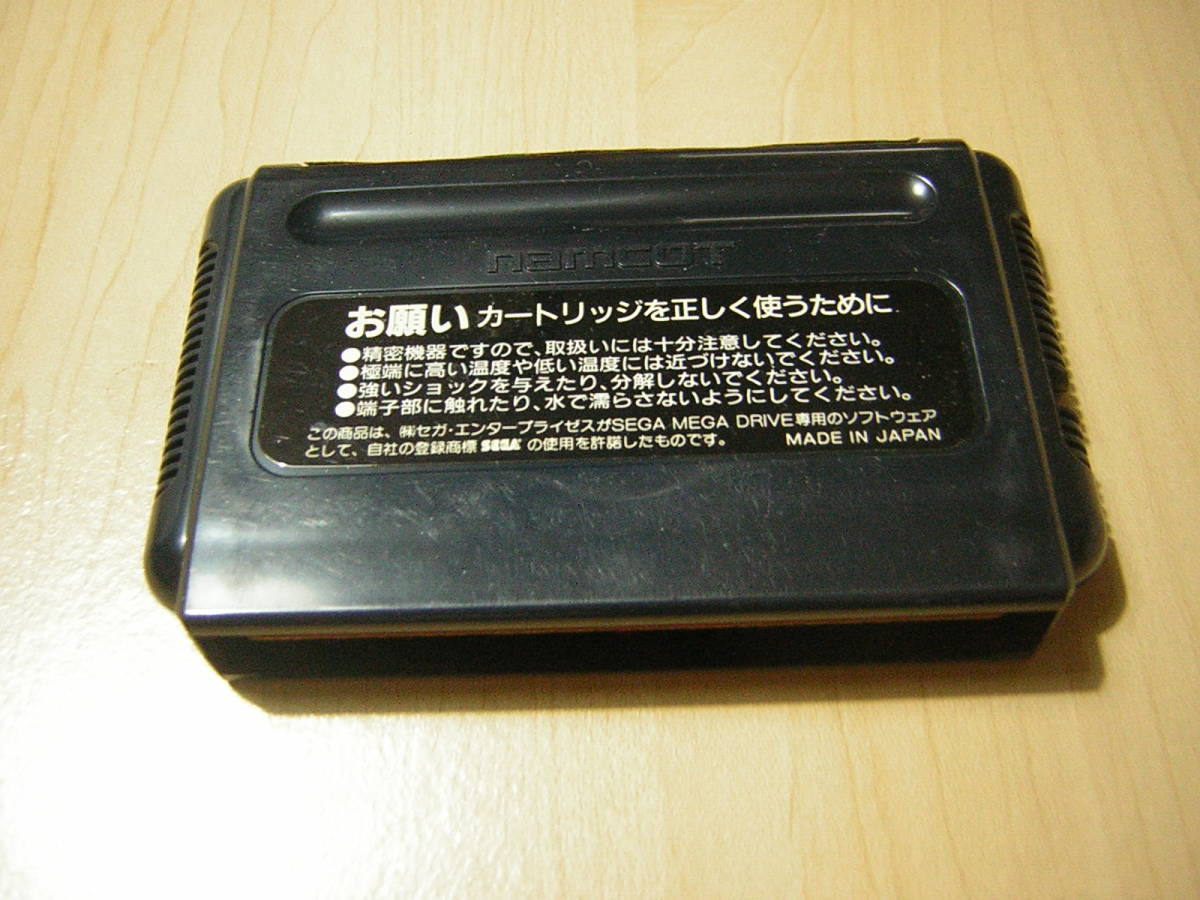 namcot
お願い カートリッジを正しく使うために
●精密機器ですので、取扱いには十分注意してください。
●極端に高い温度や低い温度には近づけないでください。
●強いショックを与えたり、分解しないでください。
●端子部に触れたり、水で濡らさないようにしてください。
この商品は、㈱セガ・エンタープライゼスがSEGA MEGA DRIVE専用のソフトウェア
として、自社の登録商標 SEGA の使用を許諾したものです。 MADE IN JAPAN